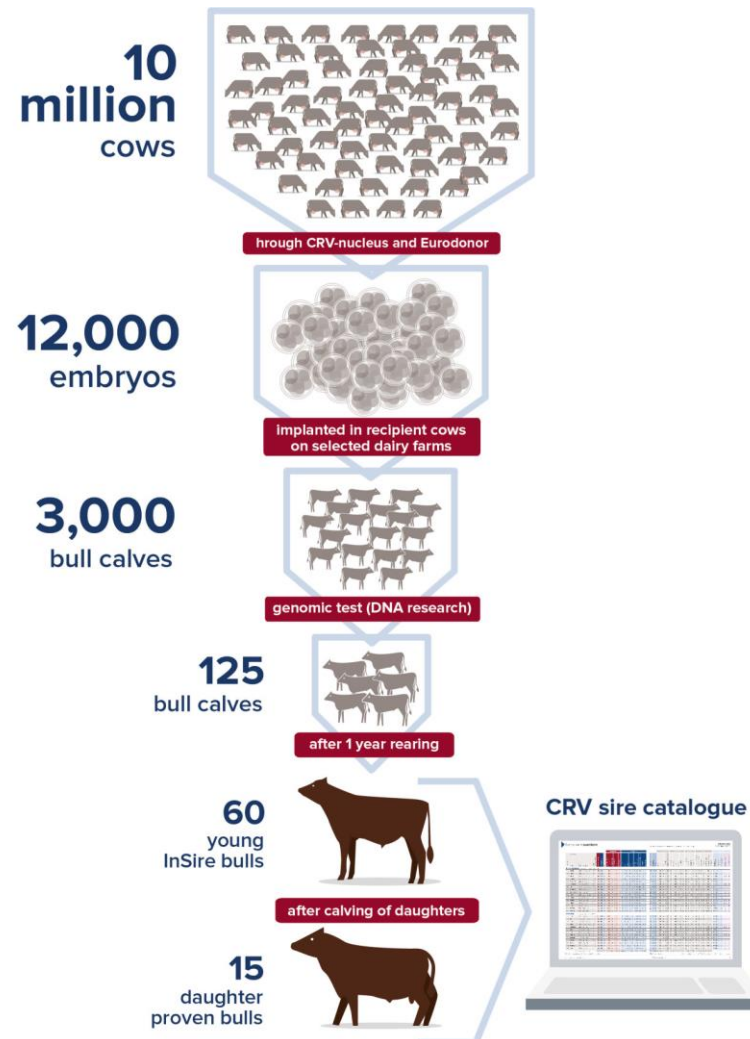 10
million
cows
hrough CRV-nucleus and Eurodonor
12,000
embryos
implanted in recipient cows
on selected dairy farms
3,000
bull calves
genomic test (DNA research)
125
bull calves
after 1 year rearing
60
young
InSire bulls
CRV sire catalogue
after calving of daughters
15
daughter
proven bulls